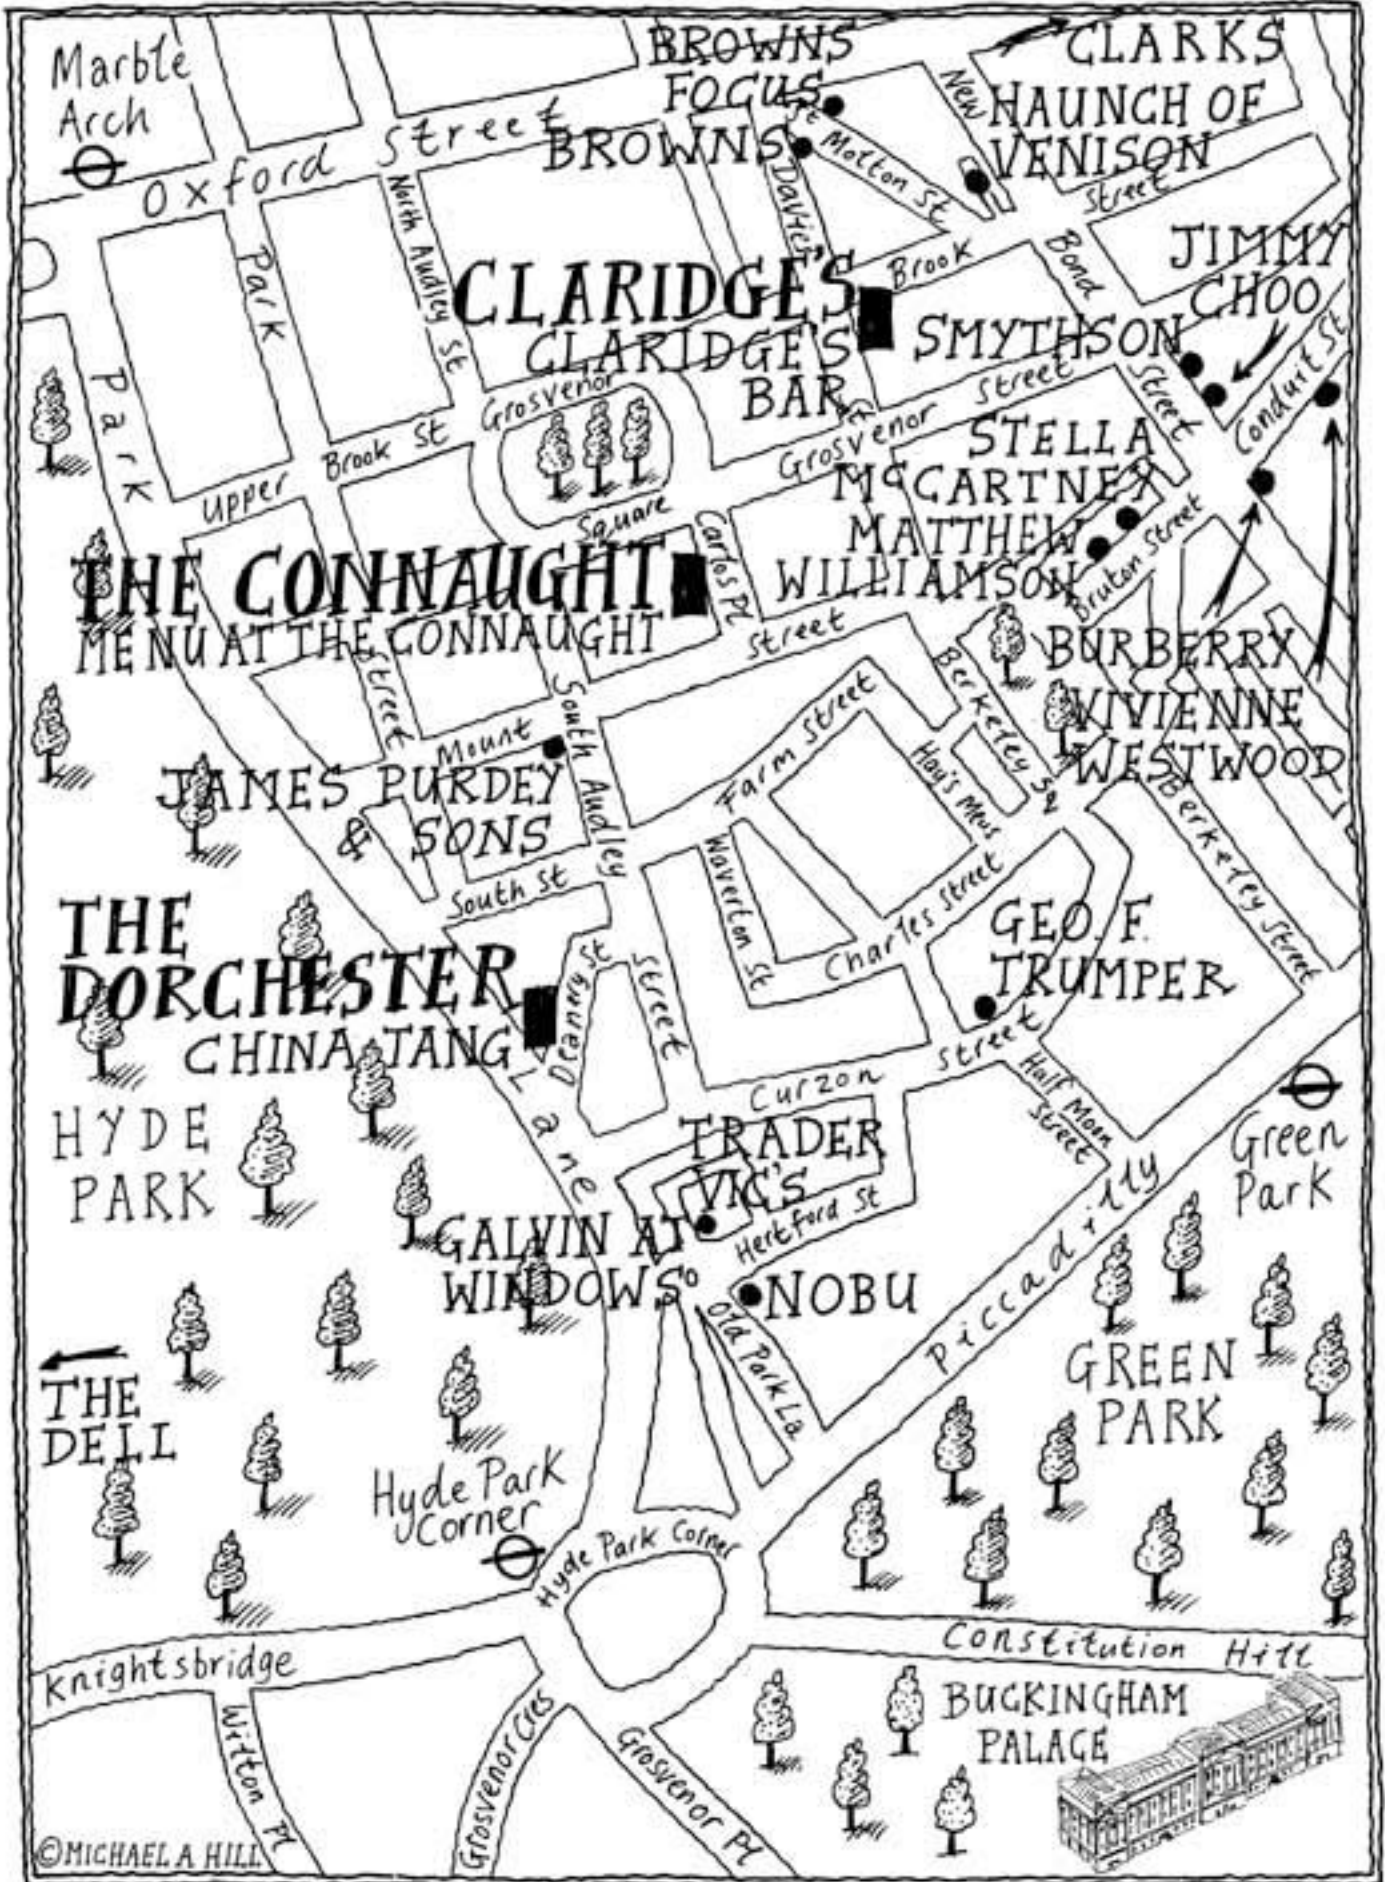 BROWNS
FOCUS
CLARKS
Marble
Arch
New
HAUNCH OF
VENISON
Oxford Street
BROWNS
St Molton St
Davies
Street
North Audley St
Park
Brook
Bond
Street
JIMMY
CHOO
CLARIDGE'S
CLARIDGE'S
BAR
St
SMYTHSON
Conduit St
Park
Grosvenor
Upper Brook St
Grosvenor Street
STELLA
McCARTNEY
MATTHEW
WILLIAMSON
Square
Carlos Pl
Bruton Street
THE CONNAUGHT
MENU AT THE CONNAUGHT
Street
Street
BURBERRY
VIVIENNE
WESTWOOD
Berkeley Sq
South Audley
Mount
Farm Street
Hay's Mews
JAMES PURDEY
& SONS
Berkeley Street
Waverton St
South St
Charles Street
THE
DORCHESTER
CHINA TANG
GEO. F.
TRUMPER
Deanery St
Street
Street
Lane
Curzon
Half Moon
Street
HYDE
PARK
TRADER
VIC'S
Green
Park
GALVIN AT
WINDOWS
Hertford St
NOBU
Piccadilly
Old Park La
THE
DELL
GREEN
PARK
Hyde Park
Corner
Hyde Park Corner
Constitution Hill
Knightsbridge
BUCKINGHAM
PALACE
Wilton Pl
Grosvenor Cres
Grosvenor Pl
©MICHAEL A HILL